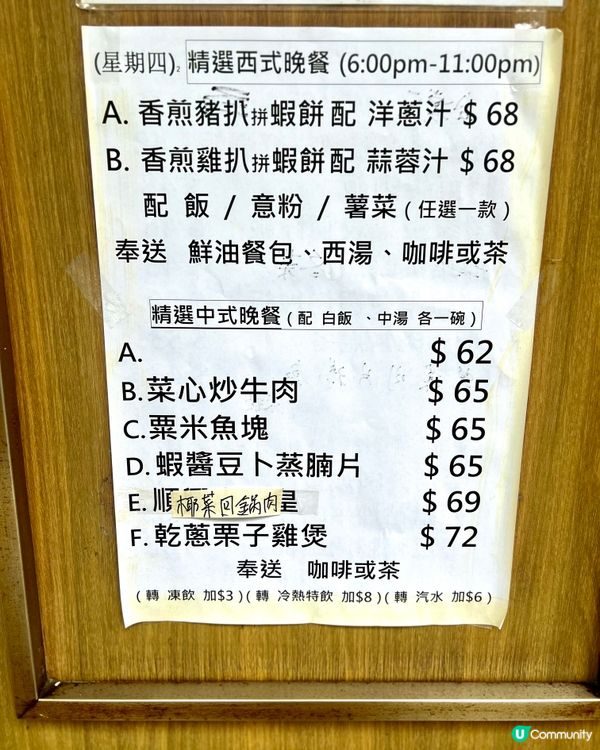 (星期四), 精選西式晚餐 (6:00pm-11:00pm)
A. 香煎豬扒拼蝦餅 配 洋蔥汁 $ 68
B. 香煎雞扒拼蝦餅 配 蒜蓉汁 $ 68
配 飯 / 意粉 / 薯菜 ( 任選一款 )
奉送 鮮油餐包、西湯、咖啡或茶
精選中式晚餐 ( 配 白飯 、中湯 各一碗 )
A. $ 62
B. 菜心炒牛肉 $ 65
C. 粟米魚塊 $ 65
D. 蝦醬豆卜蒸腩片 $ 65
E. 順 椰菜回鍋肉 $ 69
F. 乾蔥栗子雞煲 $ 72
奉送 咖啡或茶
( 轉 凍飲 加$3 )( 轉 冷熱特飲 加$8 )( 轉 汽水 加$6 )
U Community